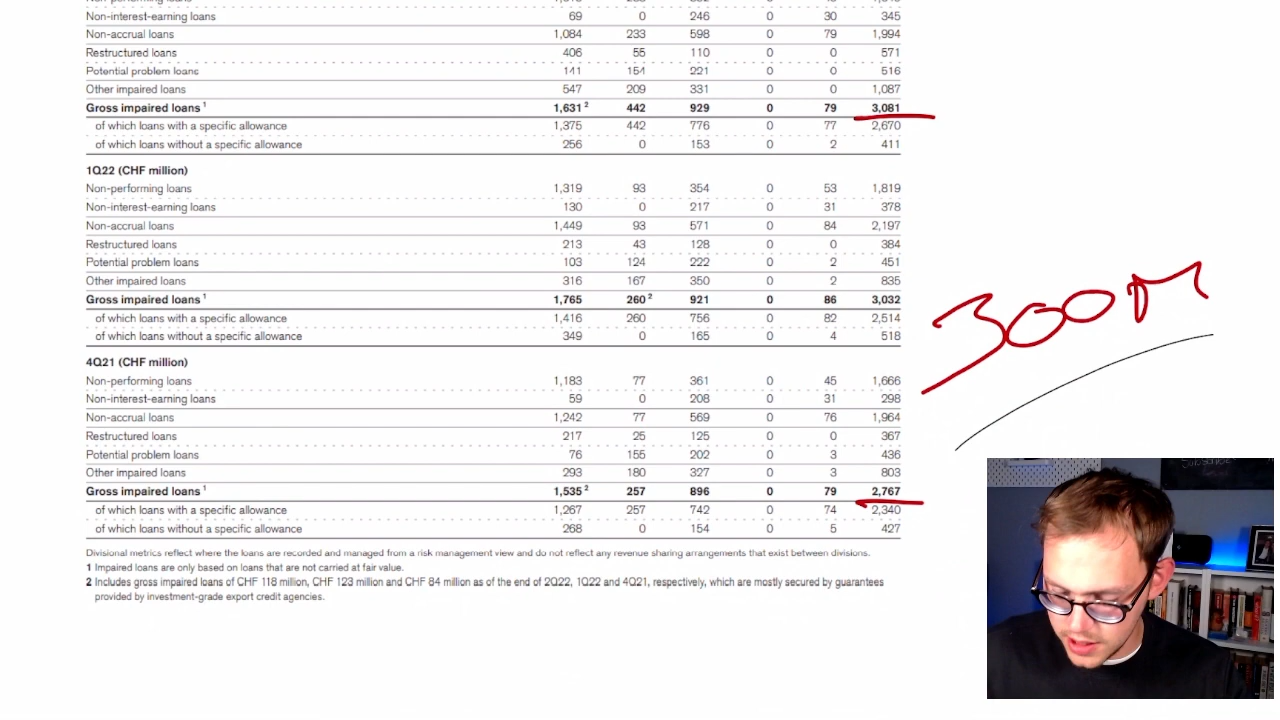 Non-interest-earning loans 69 0 246 30 345
Non-accrual loans 1,084 233 598 0 79 1,994
Restructured loans 406 55 110 0 0 571
Potential problem loans 141 154 221 0 0 516
Other impaired loans 547 209 331 0 0 1,087
Gross impaired loans 1 1,631 2 442 929 0 79 3,081
of which loans with a specific allowance 1,375 442 776 0 77 2,670
of which loans without a specific allowance 256 0 153 0 2 411
1Q22 (CHF million)
Non-performing loans 1,319 93 354 0 53 1,819
Non-interest-earning loans 130 0 217 0 31 378
Non-accrual loans 1,449 93 571 0 84 2,197
Restructured loans 213 43 128 0 0 384
Potential problem loans 103 124 222 0 2 451
Other impaired loans 316 167 350 0 2 835
Gross impaired loans 1 1,765 260 2 921 0 86 3,032
of which loans with a specific allowance 1,416 260 756 0 82 2,514
of which loans without a specific allowance 349 0 165 0 4 518
300M
4Q21 (CHF million)
Non-performing loans 1,183 77 361 0 45 1,666
Non-interest-earning loans 59 0 208 0 31 298
Non-accrual loans 1,242 77 569 0 76 1,964
Restructured loans 217 25 125 0 0 367
Potential problem loans 76 155 202 0 3 436
Other impaired loans 293 180 327 0 3 803
Gross impaired loans 1 1,535 2 257 896 0 79 2,767
of which loans with a specific allowance 1,267 257 742 0 74 2,340
of which loans without a specific allowance 268 0 154 0 5 427
Divisional metrics reflect where the loans are recorded and managed from a risk management view and do not reflect any revenue sharing arrangements that exist between divisions.
1 Impaired loans are only based on loans that are not carried at fair value.
2 Includes gross impaired loans of CHF 118 million, CHF 123 million and CHF 84 million as of the end of 2Q22, 1Q22 and 4Q21, respectively, which are mostly secured by guarantees
provided by investment-grade export credit agencies.